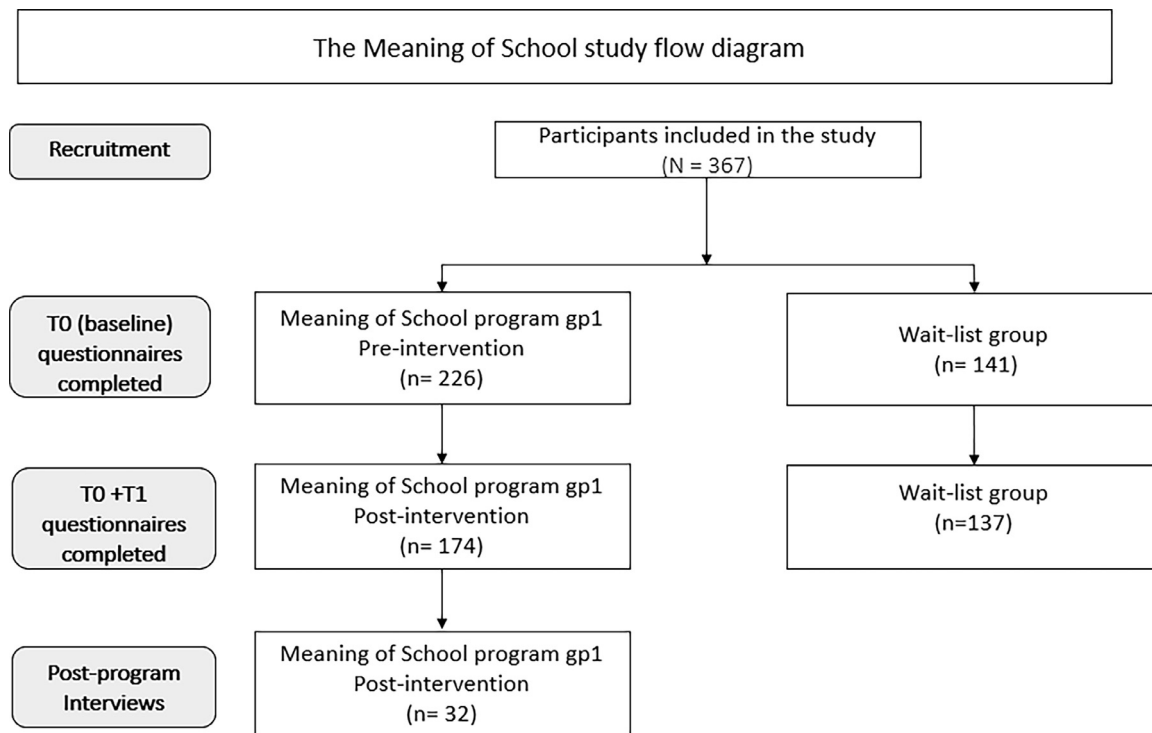 The Meaning of School study flow diagram
Recruitment
Participants included in the study
(N = 367)
T0 (baseline)
questionnaires
completed
Meaning of School program gp1
Pre-intervention
(n= 226)
Wait-list group
(n= 141)
T0 +T1
questionnaires
completed
Meaning of School program gp1
Post-intervention
(n= 174)
Wait-list group
(n=137)
Post-program
Interviews
Meaning of School program gp1
Post-intervention
(n= 32)